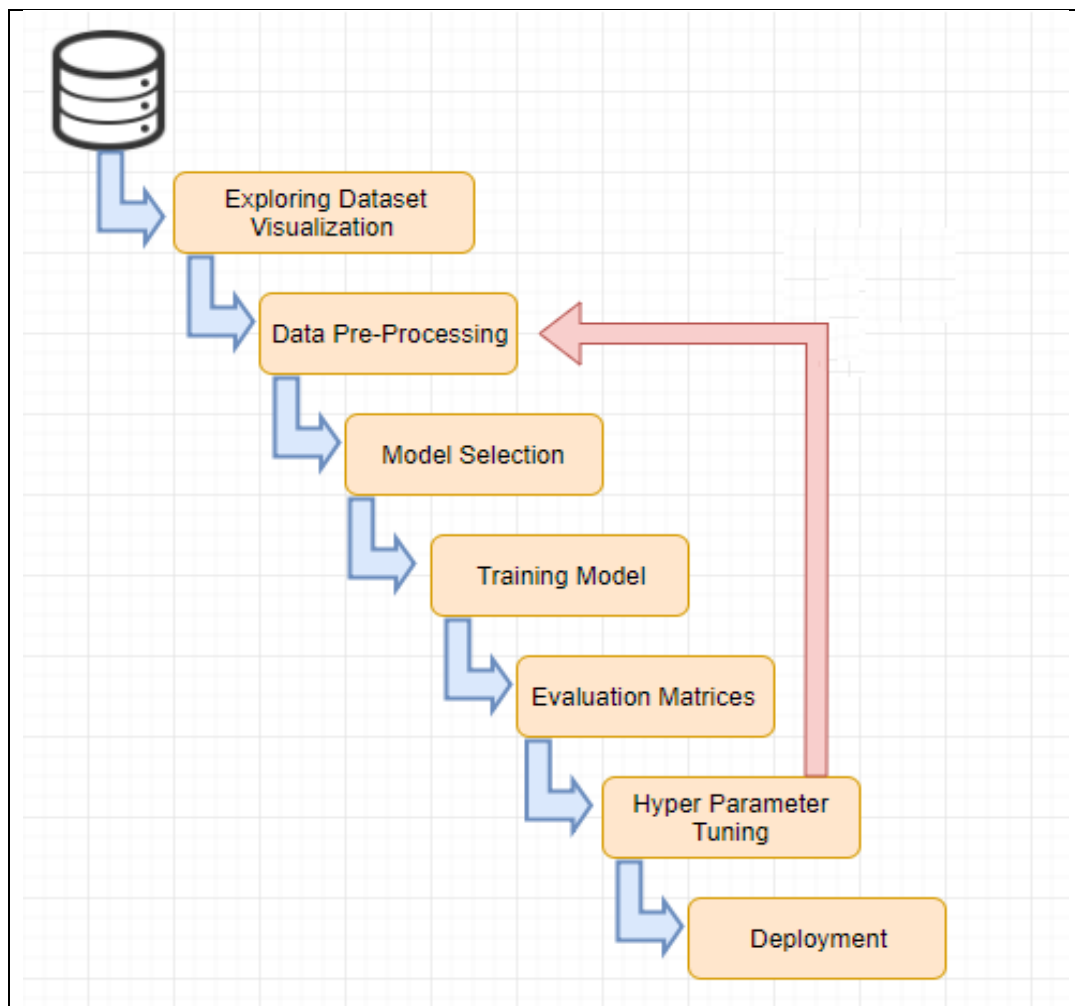 Exploring Dataset
Visualization
Data Pre-Processing
Model Selection
Training Model
Evaluation Matrices
Hyper Parameter
Tuning
Deployment